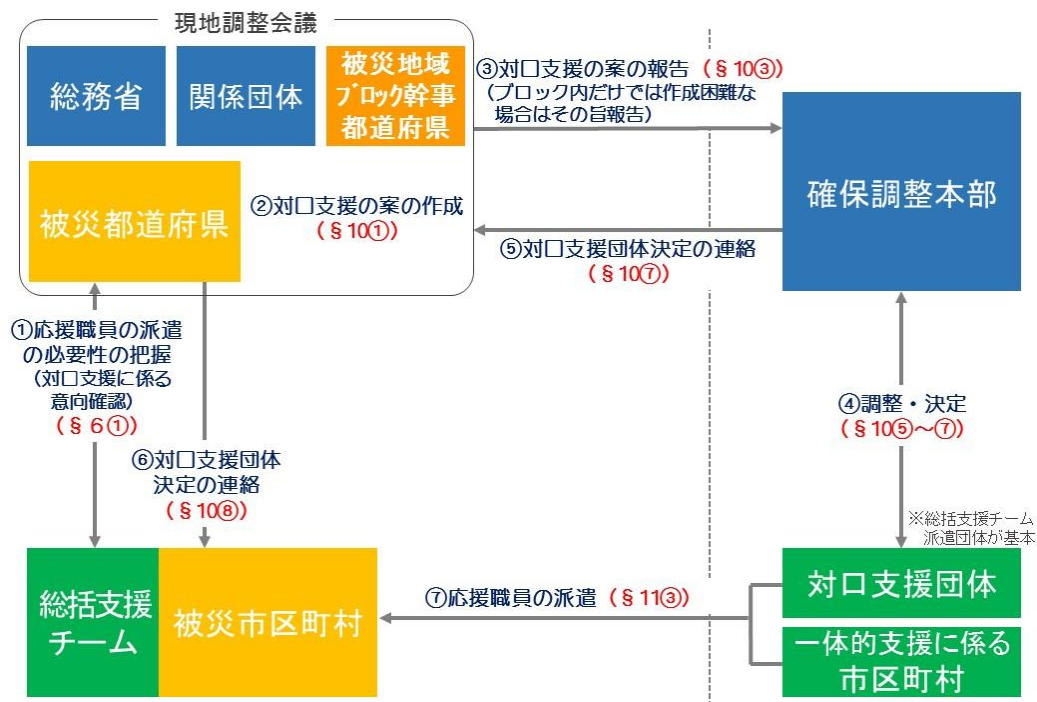 現地調整会議
総務省
関係団体
被災地域
ブロック幹事
都道府県
③対口支援の案の報告（§10③）
（ブロック内だけでは作成困難な
場合はその旨報告）
確保調整本部
被災都道府県
②対口支援の案の作成
（§10①）
⑤対口支援団体決定の連絡
（§10⑦）
①応援職員の派遣
の必要性の把握
（対口支援に係る
意向確認）
（§６①）
④調整・決定
（§10⑤～⑦）
⑥対口支援団体
決定の連絡
（§10⑧）
※総括支援チーム
派遣団体が基本
総括支援
チーム
被災市区町村
⑦応援職員の派遣（§11③）
対口支援団体
一体的支援に係る
市区町村